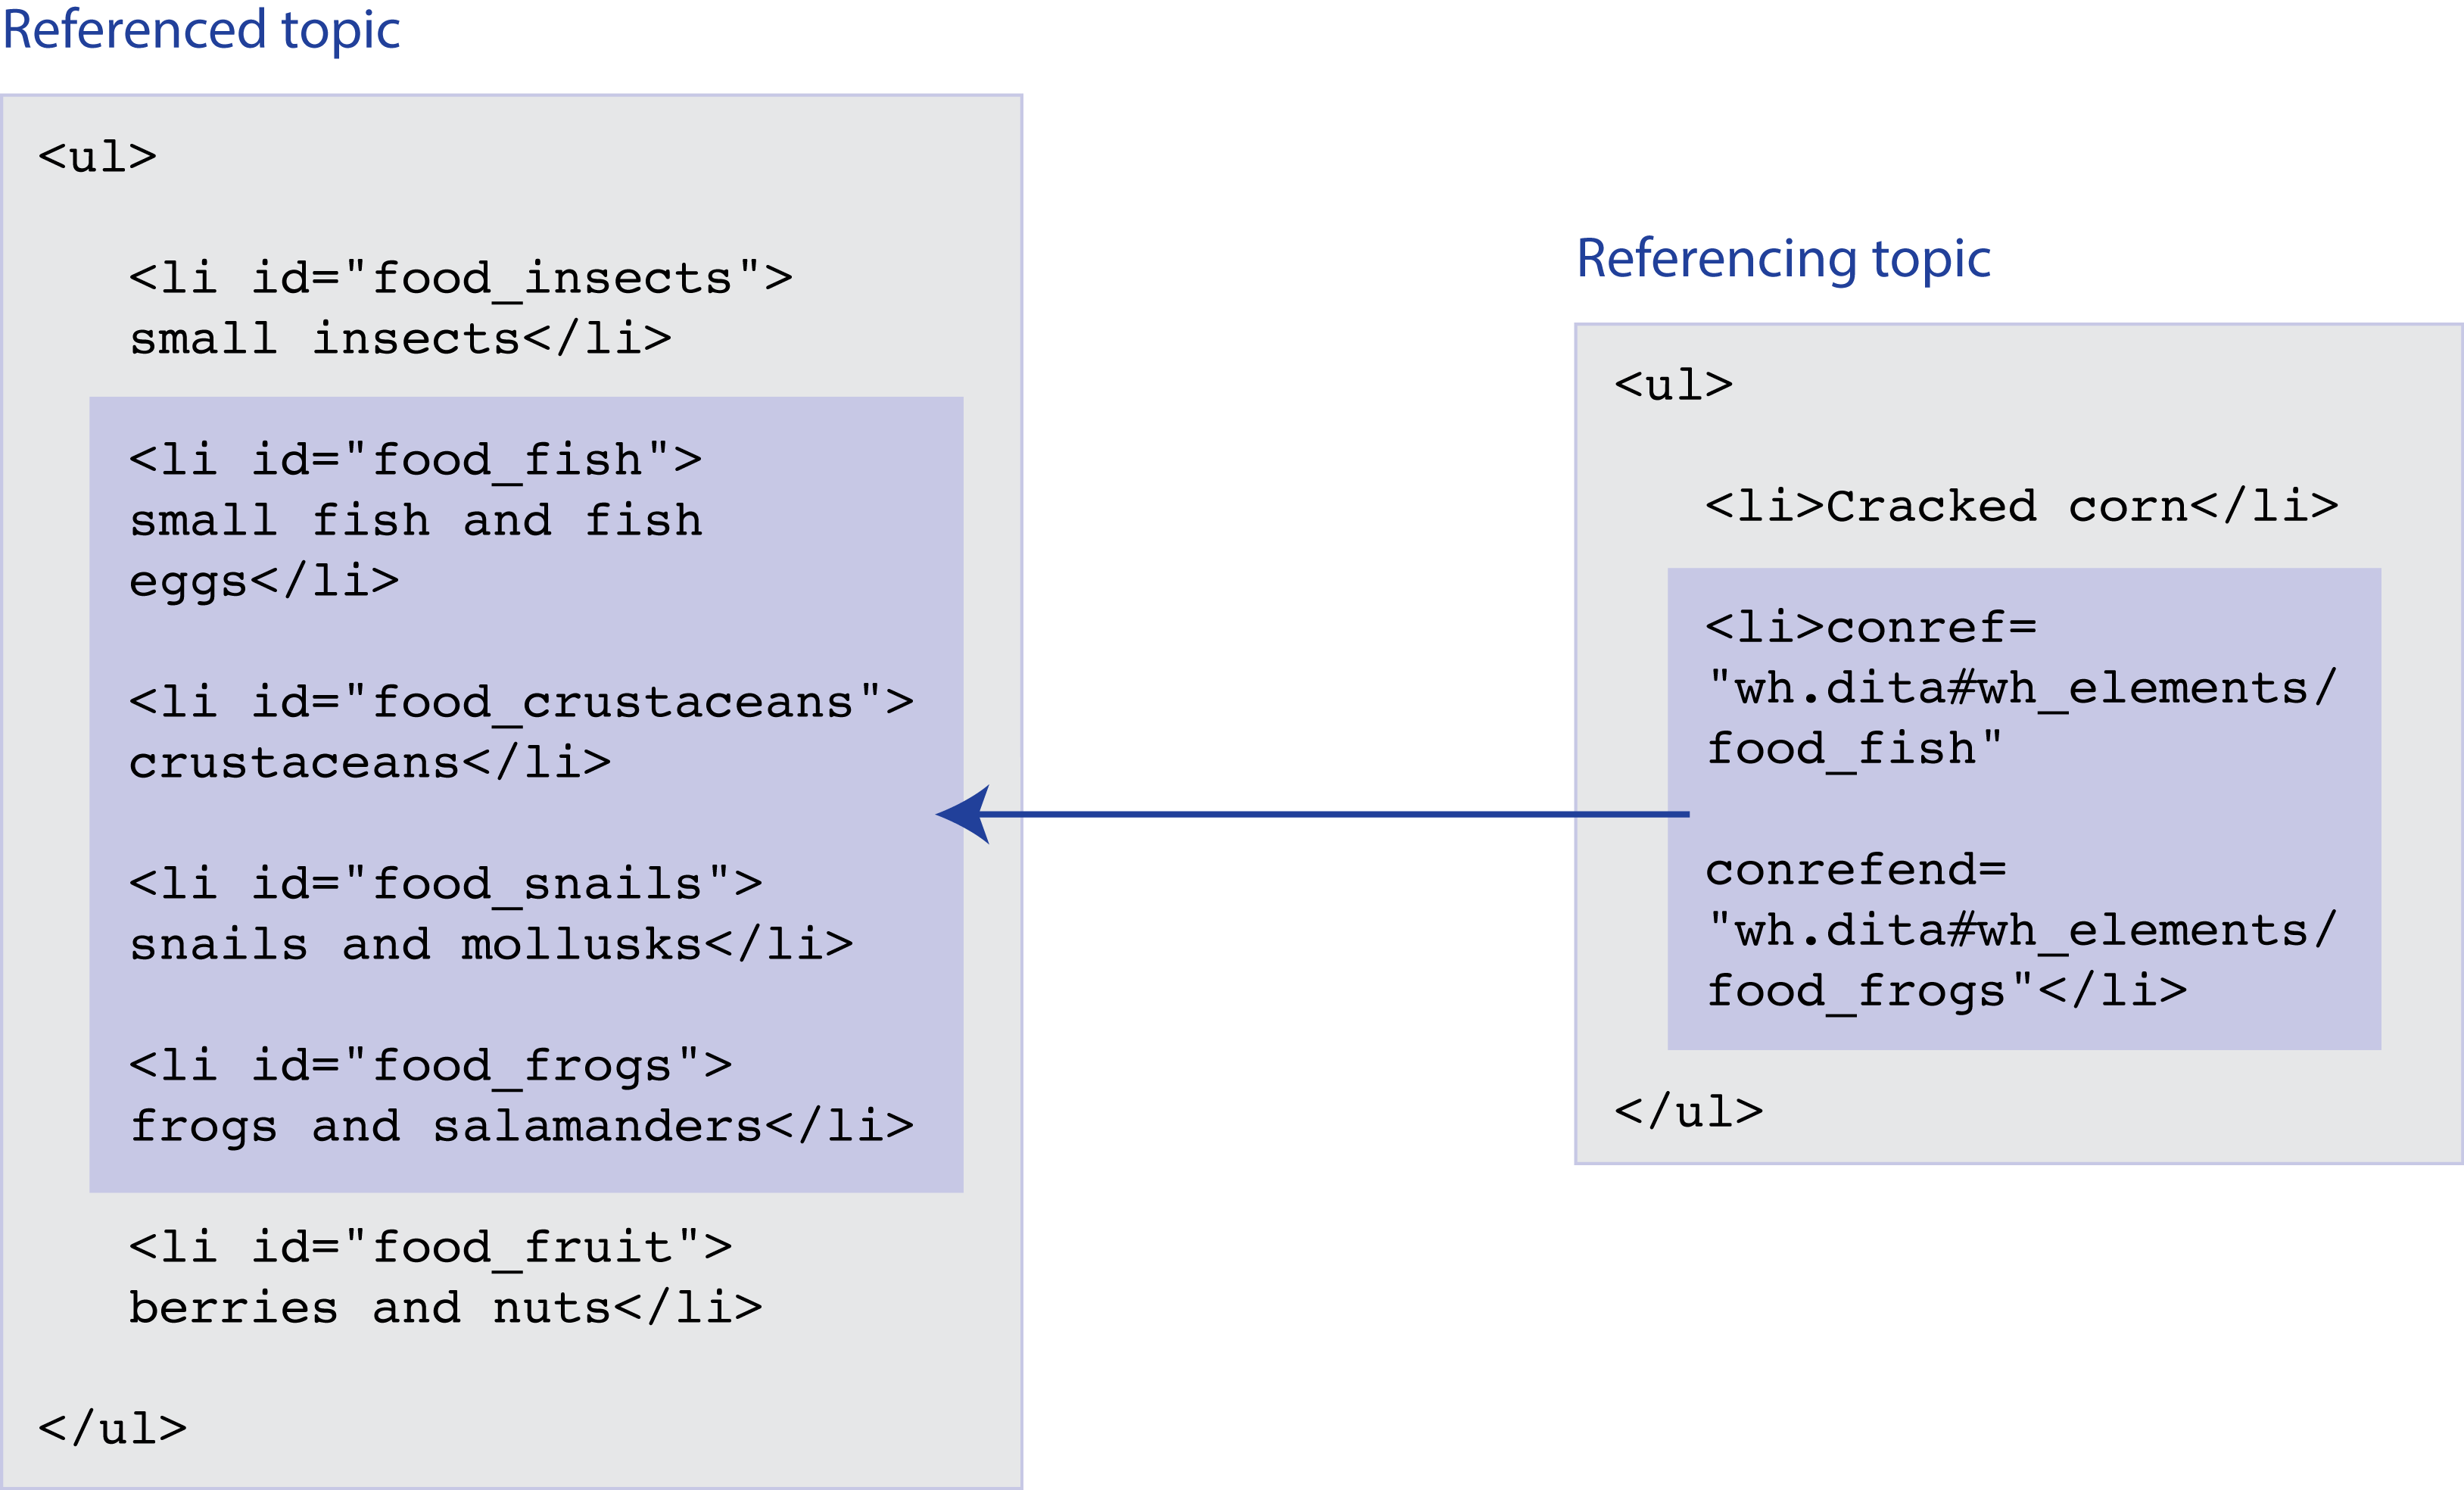 Referenced topic
<ul>
<li id="food_insects">
small insects</li>
<li id="food_fish">
small fish and fish
eggs</li>
<li id="food_crustaceans">
crustaceans</li>
<li id="food_snails">
snails and mollusks</li>
<li id="food_frogs">
frogs and salamanders</li>
<li id="food_fruit">
berries and nuts</li>
</ul>
Referencing topic
<ul>
<li>Cracked corn</li>
<li>conref=
"wh.dita#wh_elements/
food_fish"
conrefend=
"wh.dita#wh_elements/
food_frogs"</li>
</ul>